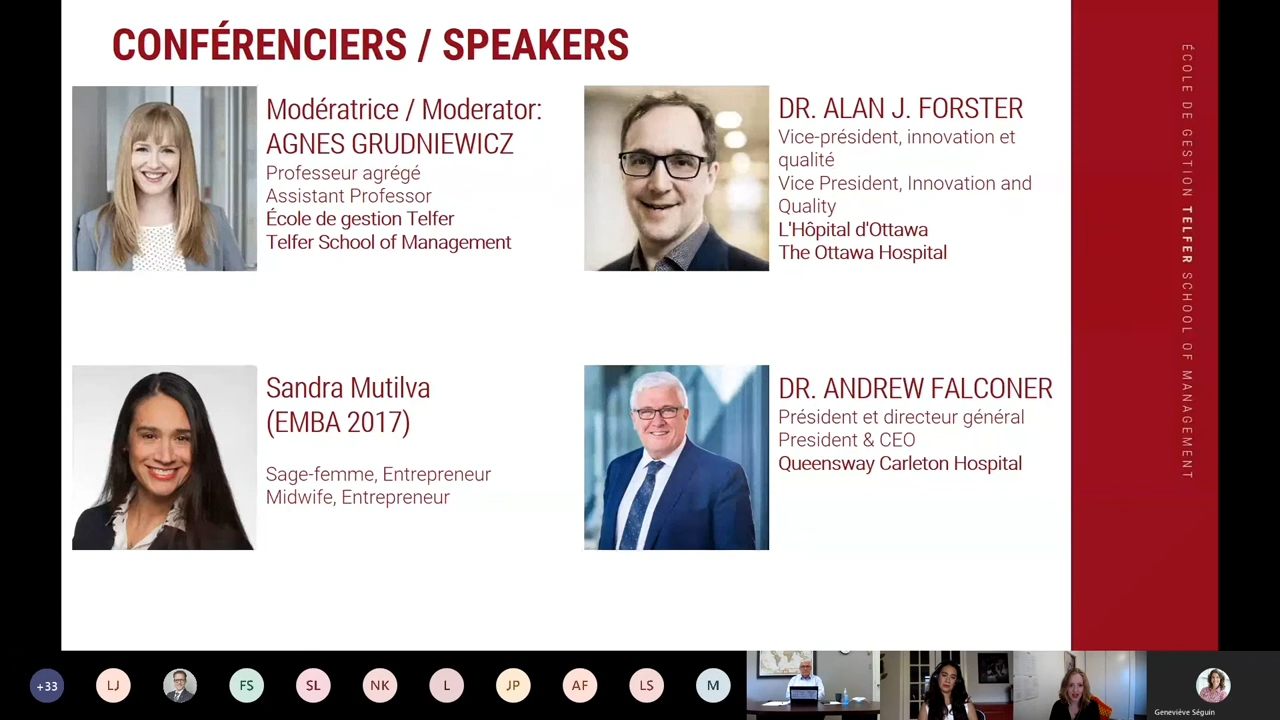 CONFÉRENCIERS / SPEAKERS
Modératrice / Moderator:
AGNES GRUDNIEWICZ
Professeur agrégé
Assistant Professor
École de gestion Telfer
Telfer School of Management
DR. ALAN J. FORSTER
Vice-président, innovation et
qualité
Vice President, Innovation and
Quality
L'Hôpital d'Ottawa
The Ottawa Hospital
Sandra Mutilva
(EMBA 2017)
Sage-femme, Entrepreneur
Midwife, Entrepreneur
DR. ANDREW FALCONER
Président et directeur général
President & CEO
Queensway Carleton Hospital
ÉCOLE DE GESTION TELFER SCHOOL OF MANAGEMENT
+33
LJ
FS
SL
NK
L
JP
AF
LS
M
Geneviève Séguin